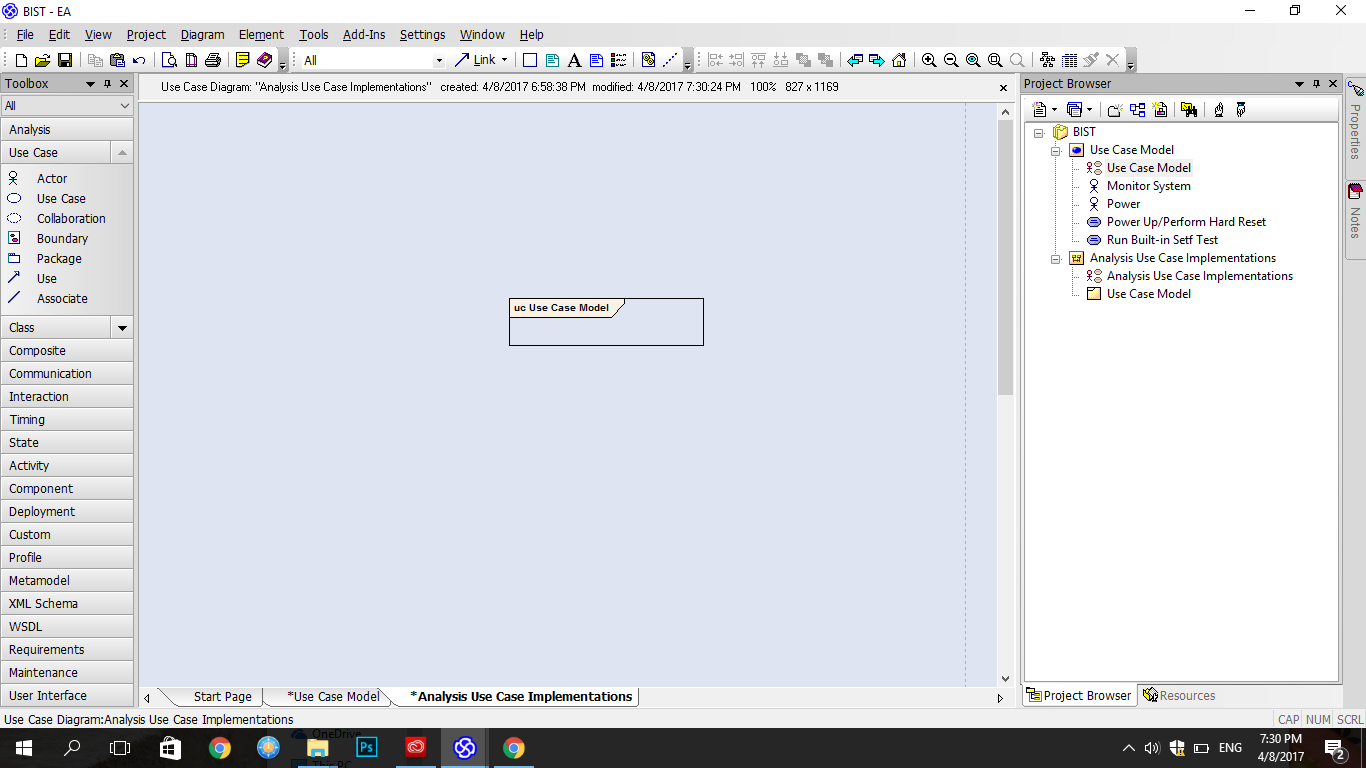 BIST - EA
File Edit View Project Diagram Element Tools Add-Ins Settings Window Help
All Link
Toolbox
All
Analysis
Use Case
Actor
Use Case
Collaboration
Boundary
Package
Use
Associate
Class
Composite
Communication
Interaction
Timing
State
Activity
Component
Deployment
Custom
Profile
Metamodel
XML Schema
WSDL
Requirements
Maintenance
User Interface
Use Case Diagram: "Analysis Use Case Implementations" created: 4/8/2017 6:58:38 PM modified: 4/8/2017 7:30:24 PM 100% 827 x 1169
uc Use Case Model
Start Page *Use Case Model *Analysis Use Case Implementations
Project Browser
BIST
Use Case Model
Use Case Model
Monitor System
Power
Power Up/Perform Hard Reset
Run Built-in Setf Test
Analysis Use Case Implementations
Analysis Use Case Implementations
Use Case Model
Project Browser Resources
Properties
Notes
Use Case Diagram:Analysis Use Case Implementations
CAP NUM SCRL
OneDrive
This PC
Ps
ENG
7:30 PM
4/8/2017
2